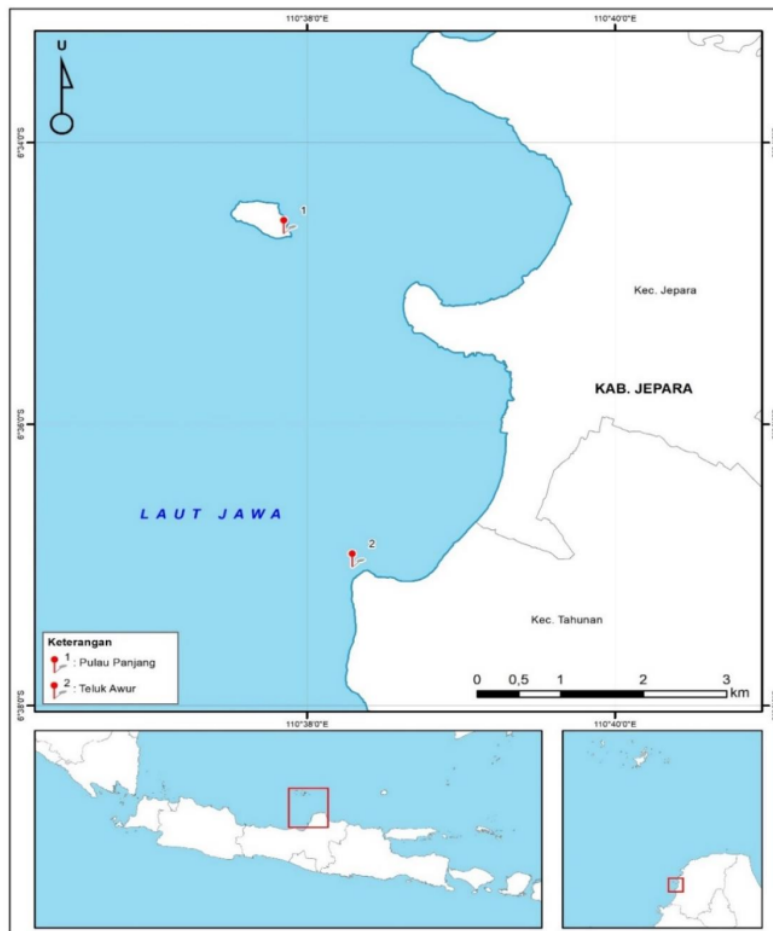 110°38'0"E 110°40'0"E
U
6°34'0"S
1
Kec. Jepara
KAB. JEPARA
6°36'0"S
LAUT JAWA
2
Kec. Tahunan
Keterangan
1 : Pulau Panjang
2 : Teluk Awur
0 0,5 1 2 3
km
6°38'0"S
110°38'0"E 110°40'0"E